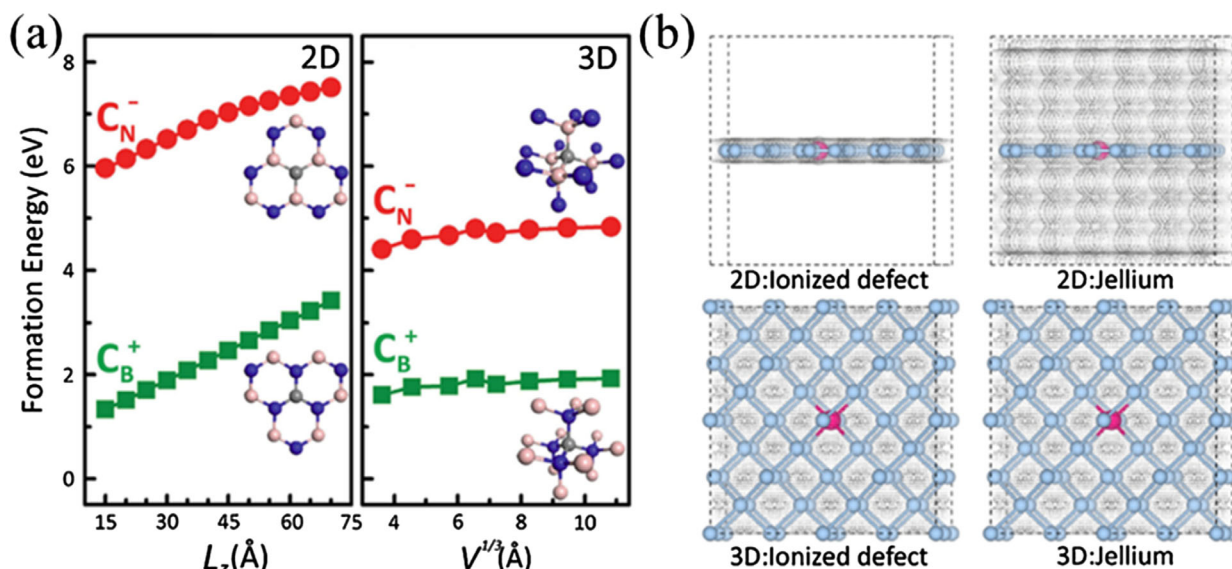 (a)
2D
3D
(b)
Formation Energy (eV)
8
6
4
2
0
C_N^-
C_B^+
C_N^-
C_B^+
15 30 45 60 75
4 6 8 10
L_z(Å)
V^{1/3}(Å)
2D:Ionized defect
2D:Jellium
3D:Ionized defect
3D:Jellium